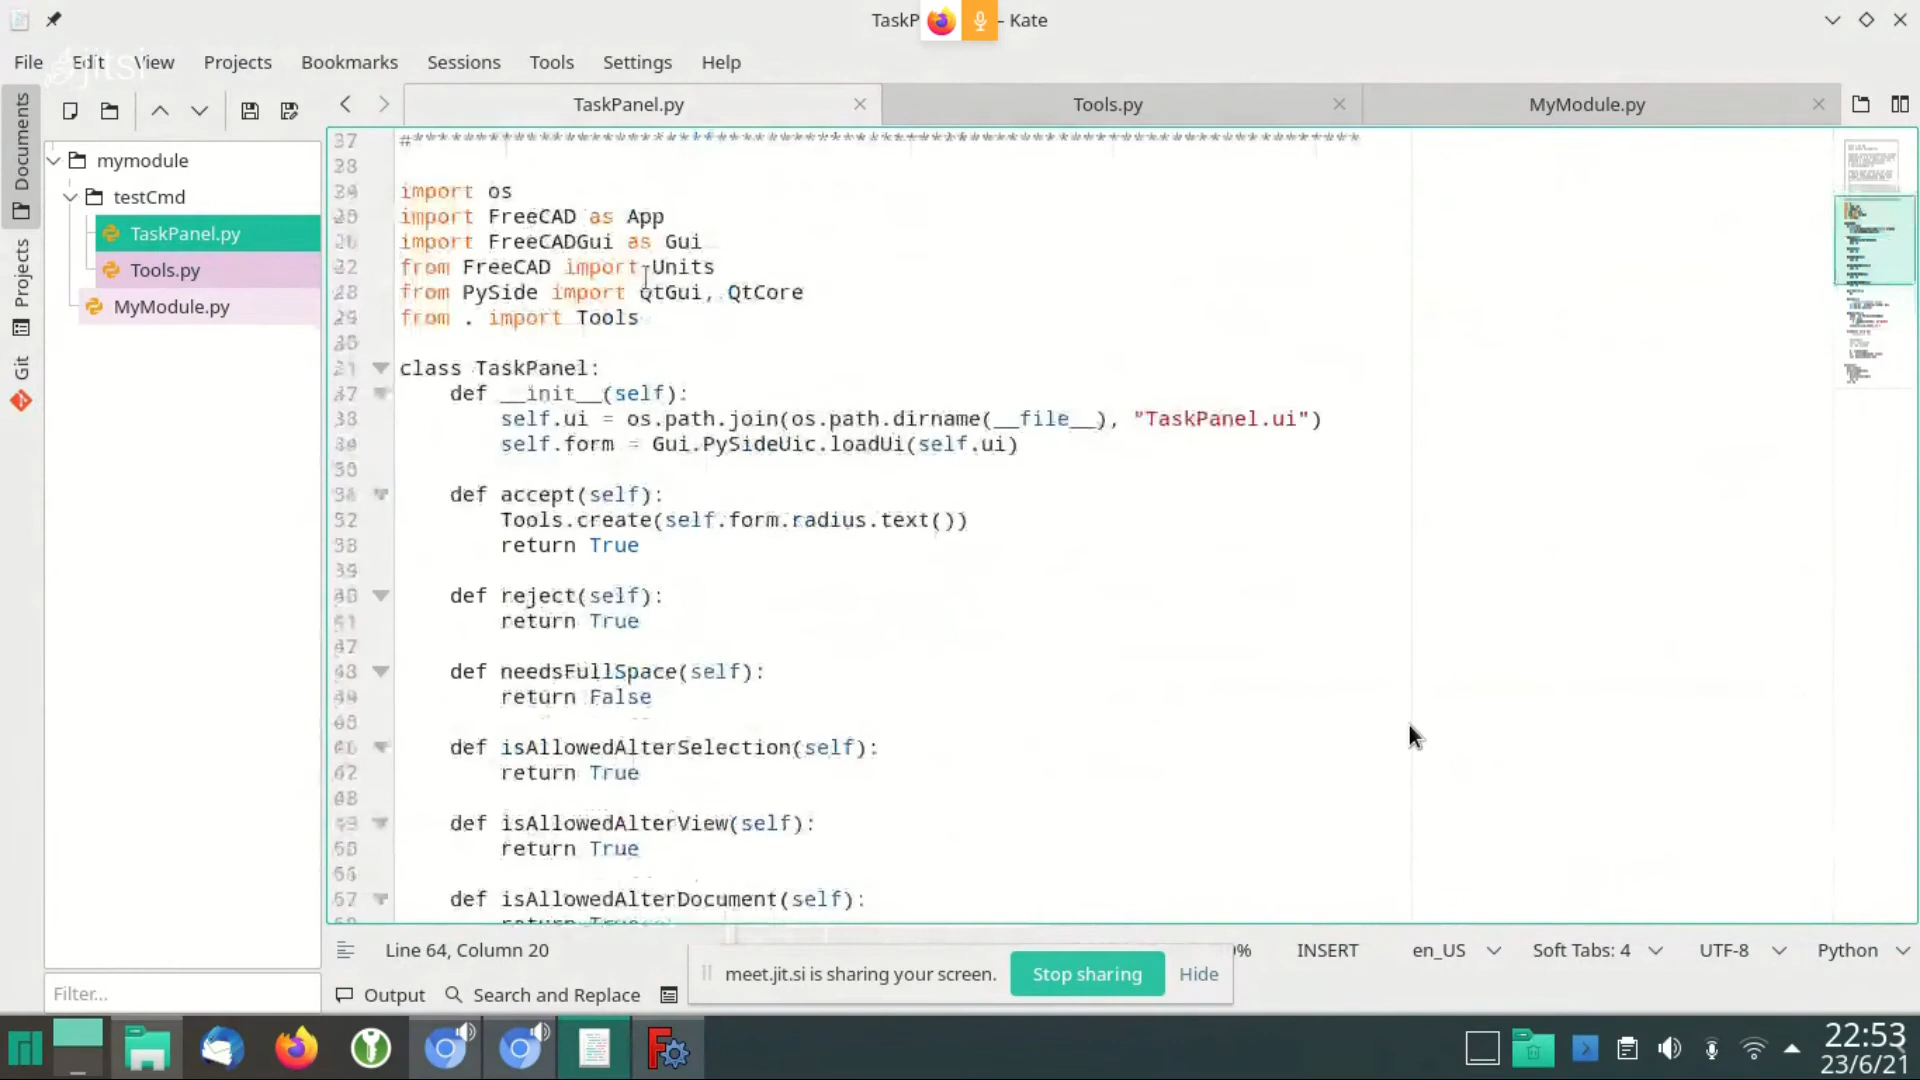 TaskP – Kate
File Edit View Projects Bookmarks Sessions Tools Settings Help
jitsi
TaskPanel.py Tools.py MyModule.py
Documents
Projects
Git
mymodule
testCmd
TaskPanel.py
Tools.py
MyModule.py
import os
import FreeCAD as App
import FreeCADGui as Gui
from FreeCAD import Units
from PySide import QtGui, QtCore
from . import Tools
class TaskPanel:
def __init__(self):
self.ui = os.path.join(os.path.dirname(__file__), "TaskPanel.ui")
self.form = Gui.PySideUic.loadUi(self.ui)
def accept(self):
Tools.create(self.form.radius.text())
return True
def reject(self):
return True
def needsFullSpace(self):
return False
def isAllowedAlterSelection(self):
return True
def isAllowedAlterView(self):
return True
def isAllowedAlterDocument(self):
return True
Line 64, Column 20 INSERT en_US Soft Tabs: 4 UTF-8 Python
meet.jit.si is sharing your screen. Stop sharing Hide
Filter...
Output Search and Replace
22:53
23/6/21